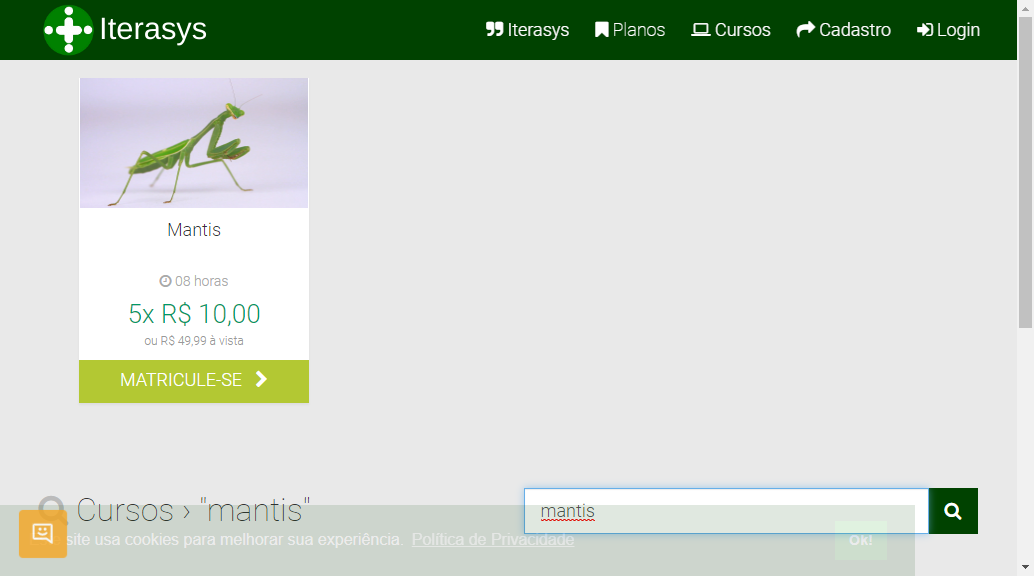 Iterasys
Iterasys Planos Cursos Cadastro Login
Mantis
08 horas
5x R$ 10,00
ou R$ 49,99 à vista
MATRICULE-SE
Cursos › "mantis"
mantis
site usa cookies para melhorar sua experiência. Política de Privacidade
Ok!